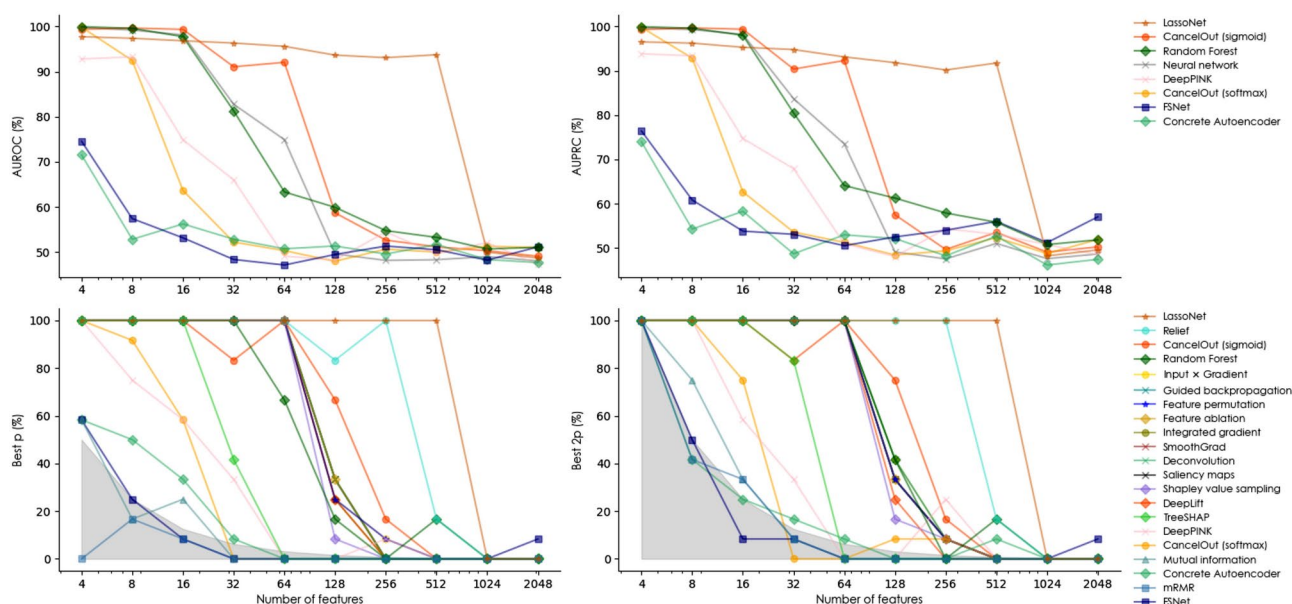 100
90
80
70
60
50
AUROC (%)
4 8 16 32 64 128 256 512 1024 2048
100
90
80
70
60
50
AUPRC (%)
4 8 16 32 64 128 256 512 1024 2048
LassoNet
CancelOut (sigmoid)
Random Forest
Neural network
DeepPINK
CancelOut (softmax)
FSNet
Concrete Autoencoder
100
80
60
40
20
0
Best p (%)
4 8 16 32 64 128 256 512 1024 2048
Number of features
100
80
60
40
20
0
Best 2p (%)
4 8 16 32 64 128 256 512 1024 2048
Number of features
LassoNet
Relief
CancelOut (sigmoid)
Random Forest
Input × Gradient
Guided backpropagation
Feature permutation
Feature ablation
Integrated gradient
SmoothGrad
Deconvolution
Saliency maps
Shapley value sampling
DeepLift
TreeSHAP
DeepPINK
CancelOut (softmax)
Mutual information
Concrete Autoencoder
mRMR
FSNet